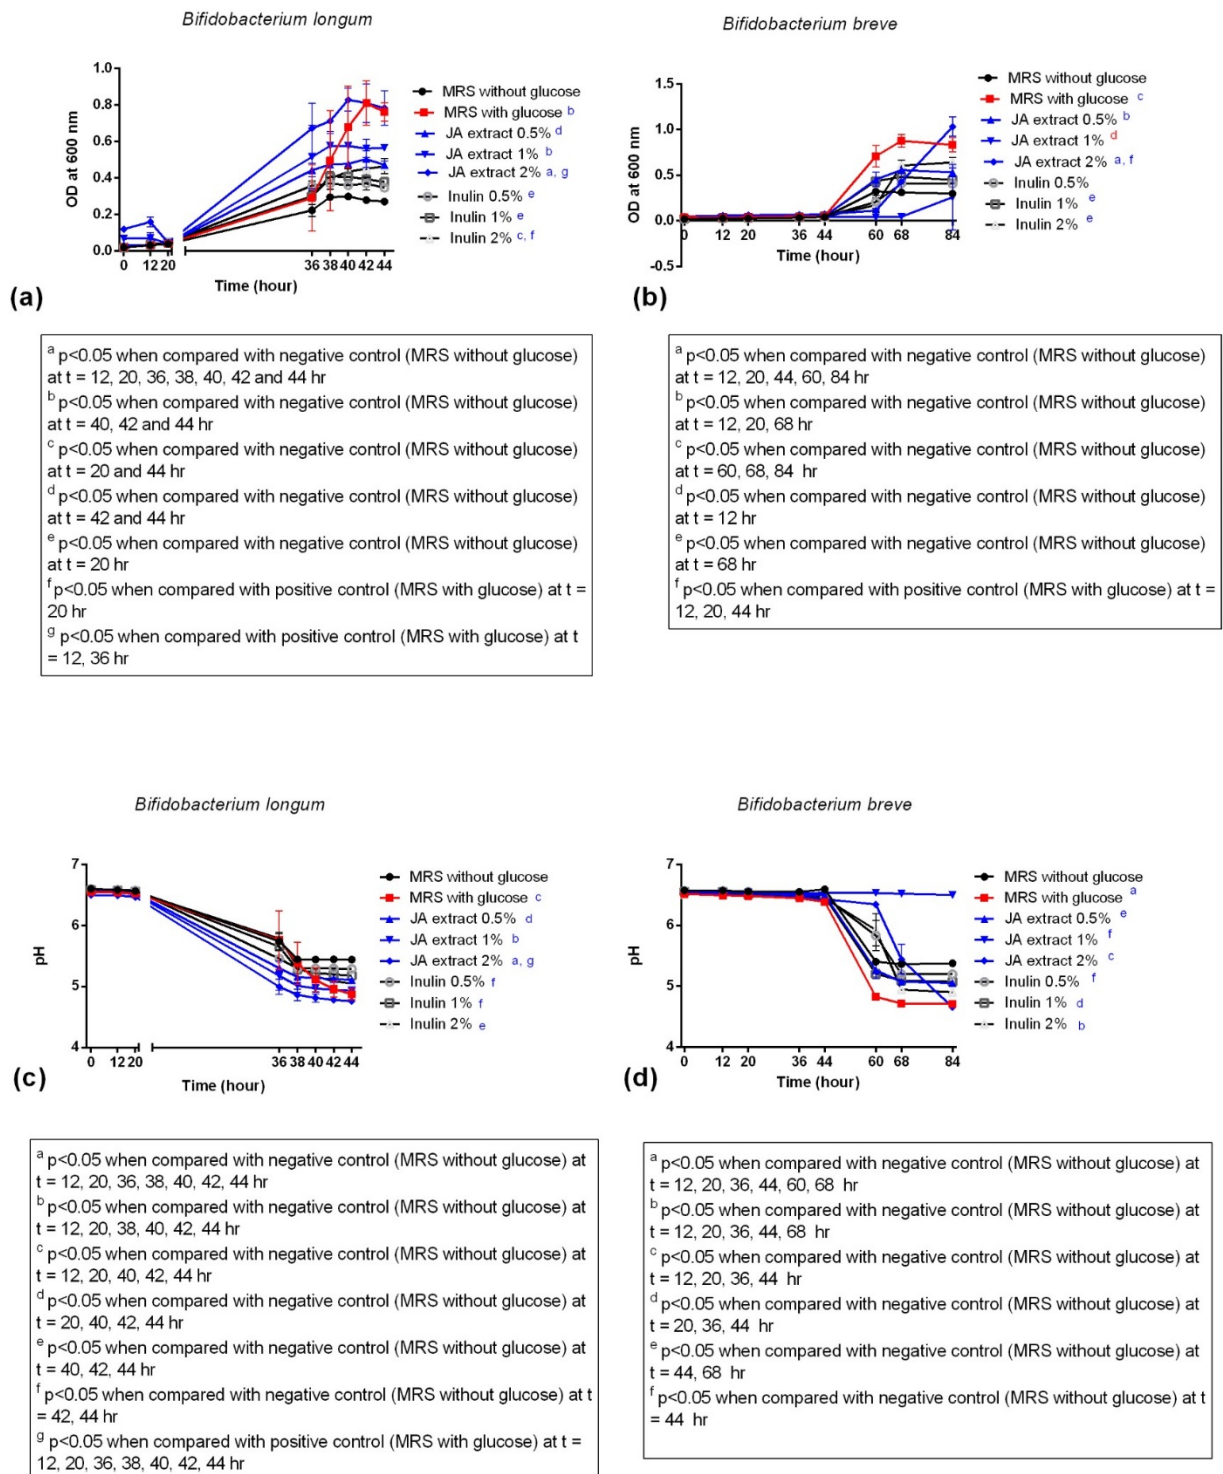 Bifidobacterium longum
OD at 600 nm
1.0
0.8
0.6
0.4
0.2
0.0
0 12 20 36 38 40 42 44
Time (hour)
MRS without glucose
MRS with glucose b
JA extract 0.5% d
JA extract 1% b
JA extract 2% a, g
Inulin 0.5% e
Inulin 1% e
Inulin 2% c, f
(a)
Bifidobacterium breve
OD at 600 nm
1.5
1.0
0.5
0.0
-0.5
0 12 20 36 44 60 68 84
Time (hour)
MRS without glucose
MRS with glucose c
JA extract 0.5% b
JA extract 1% d
JA extract 2% a, f
Inulin 0.5%
Inulin 1% e
Inulin 2% e
(b)
a p<0.05 when compared with negative control (MRS without glucose)
at t = 12, 20, 36, 38, 40, 42 and 44 hr
b p<0.05 when compared with negative control (MRS without glucose)
at t = 40, 42 and 44 hr
c p<0.05 when compared with negative control (MRS without glucose)
at t = 20 and 44 hr
d p<0.05 when compared with negative control (MRS without glucose)
at t = 42 and 44 hr
e p<0.05 when compared with negative control (MRS without glucose)
at t = 20 hr
f p<0.05 when compared with positive control (MRS with glucose) at t =
20 hr
g p<0.05 when compared with positive control (MRS with glucose) at t
= 12, 36 hr
a p<0.05 when compared with negative control (MRS without glucose)
at t = 12, 20, 44, 60, 84 hr
b p<0.05 when compared with negative control (MRS without glucose)
at t = 12, 20, 68 hr
c p<0.05 when compared with negative control (MRS without glucose)
at t = 60, 68, 84 hr
d p<0.05 when compared with negative control (MRS without glucose)
at t = 12 hr
e p<0.05 when compared with negative control (MRS without glucose)
at t = 68 hr
f p<0.05 when compared with positive control (MRS with glucose) at t =
12, 20, 44 hr
Bifidobacterium longum
pH
7
6
5
4
0 12 20 36 38 40 42 44
Time (hour)
MRS without glucose
MRS with glucose c
JA extract 0.5% d
JA extract 1% b
JA extract 2% a, g
Inulin 0.5% f
Inulin 1% f
Inulin 2% e
(c)
Bifidobacterium breve
pH
7
6
5
4
0 12 20 36 44 60 68 84
Time (hour)
MRS without glucose
MRS with glucose a
JA extract 0.5% e
JA extract 1% f
JA extract 2% c
Inulin 0.5% f
Inulin 1% d
Inulin 2% b
(d)
a p<0.05 when compared with negative control (MRS without glucose) at
t = 12, 20, 36, 38, 40, 42, 44 hr
b p<0.05 when compared with negative control (MRS without glucose) at
t = 12, 20, 38, 40, 42, 44 hr
c p<0.05 when compared with negative control (MRS without glucose) at
t = 12, 20, 40, 42, 44 hr
d p<0.05 when compared with negative control (MRS without glucose) at
t = 20, 40, 42, 44 hr
e p<0.05 when compared with negative control (MRS without glucose) at
t = 40, 42, 44 hr
f p<0.05 when compared with negative control (MRS without glucose) at t
= 42, 44 hr
g p<0.05 when compared with positive control (MRS with glucose) at t =
12, 20, 36, 38, 40, 42, 44 hr
a p<0.05 when compared with negative control (MRS without glucose) at
t = 12, 20, 36, 44, 60, 68 hr
b p<0.05 when compared with negative control (MRS without glucose) at
t = 12, 20, 36, 44, 68 hr
c p<0.05 when compared with negative control (MRS without glucose) at
t = 12, 20, 36, 44 hr
d p<0.05 when compared with negative control (MRS without glucose) at
t = 20, 36, 44 hr
e p<0.05 when compared with negative control (MRS without glucose) at
t = 44, 68 hr
f p<0.05 when compared with negative control (MRS without glucose) at t
= 44 hr